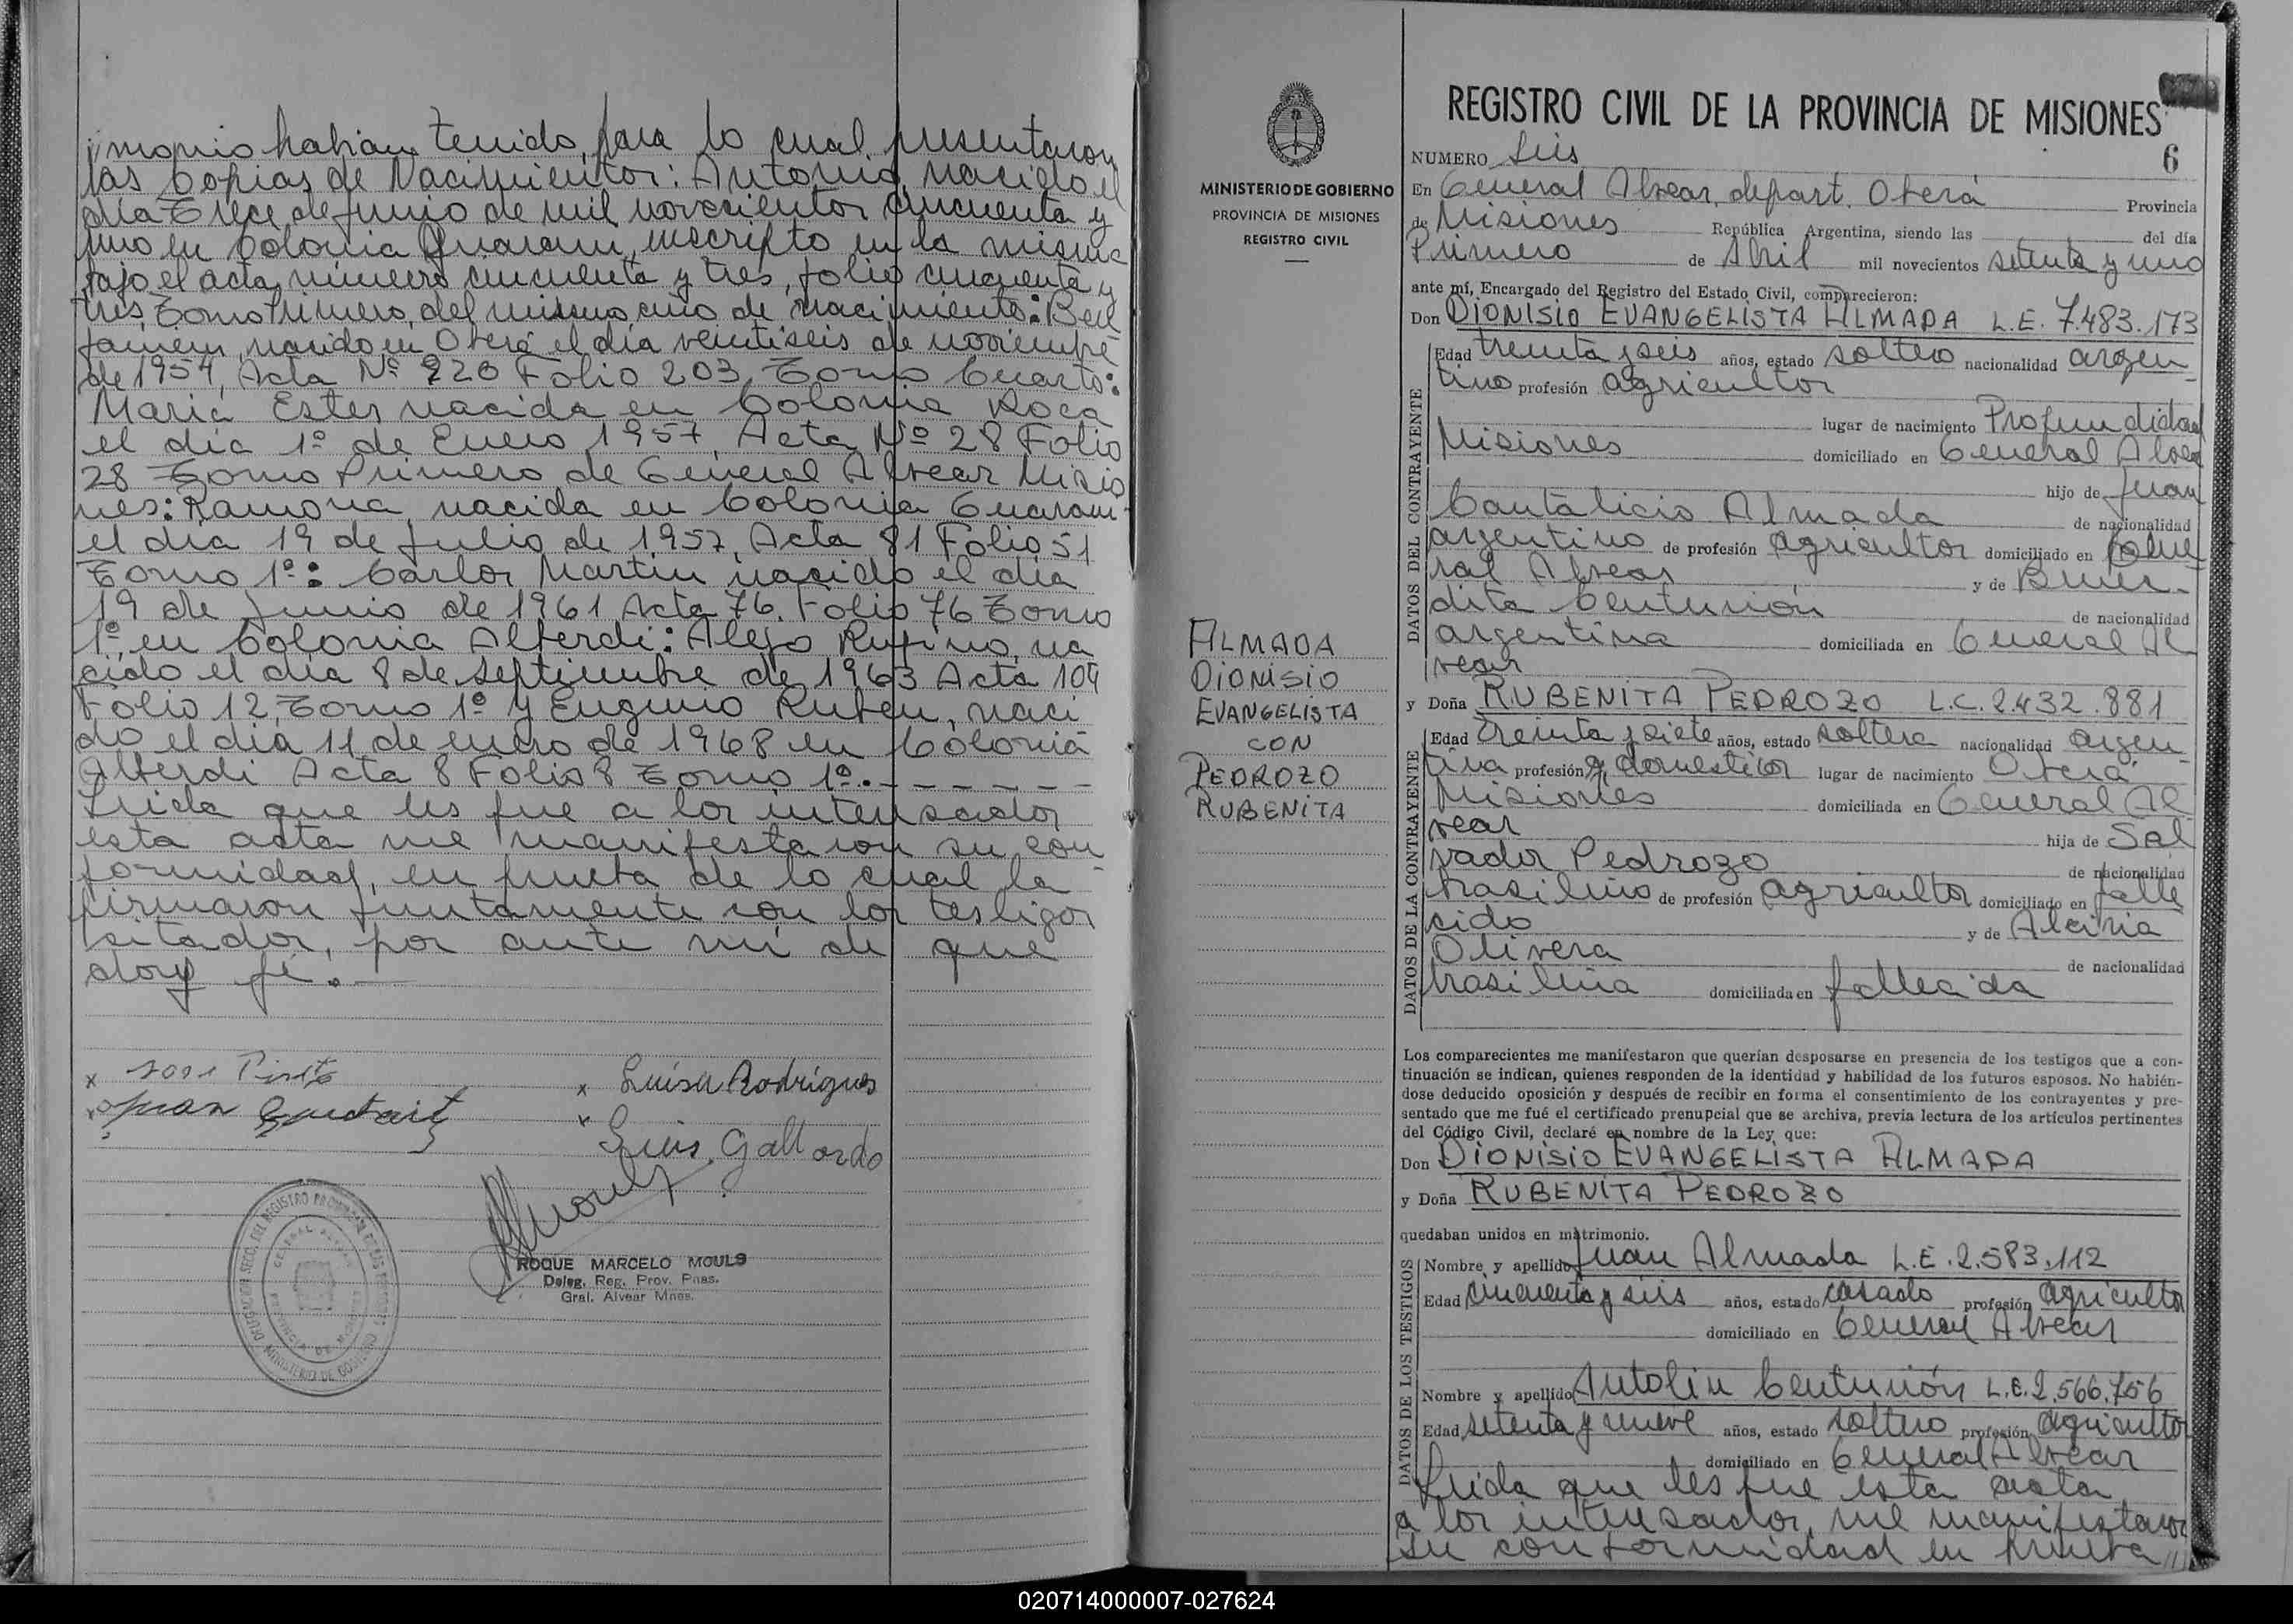 monio habian tenido, para lo cual presentaron
las copias de Nacimientos: Antonio, nacido el
dia trece de junio de mil novecientos cincuenta y
uno en Colonia Guarani, inscripto en la misma
bajo el acta número cincuenta y tres, folio cincuenta y
tres, Tomo Primero, del mismo año de nacimiento: Ben
jamin, nacido en Oberá el día veintiseis de noviembre
de 1954, Acta Nº 226 Folio 203, Tomo Cuarto:
Maria Ester nacida en Colonia Roca
el día 1º de Enero 1957, Acta Nº 28 Folio
28 Tomo Primero de General Alvear Misio
nes: Ramona, nacida en Colonia Guarani
el dia 19 de Julio de 1957, Acta 81 Folio 51
Tomo 1º: Carlos Martin nacido el dia
19 de Junio de 1961 Acta 76. Folio 76 Tomo
1º en Colonia Alberdi: Alejo Rufino, na
cido el dia 8 de septiembre de 1963 Acta 104
Folio 12, Tomo 1º y Eugenio Ruben, naci
do el dia 11 de enero de 1968 en Colonia
Alberdi Acta 8 Folio 8 Tomo 1º.- - - - - -
Leida que les fue a los interesados
esta acta me manifestaron su con
formidad, en prueba de lo cual la
firmaron juntamente con los testigos
sitados, por ante mi de que
doy fé.-
x Jose Pinto
x Luisa Rodrigues
x Juan
x Luis Gallardo
ROQUE MARCELO MOULS
Deleg. Reg. Prov. Pnas.
Gral. Alvear Mnes.
MINISTERIO DE GOBIERNO
PROVINCIA DE MISIONES
REGISTRO CIVIL
ALMADA
DIONISIO
EVANGELISTA
CON
PEDROZO
RUBENITA
REGISTRO CIVIL DE LA PROVINCIA DE MISIONES
NUMERO Seis 6
En General Alvear, depart. Oberá Provincia
de Misiones República Argentina, siendo las del día
Primero de Abril mil novecientos setenta y uno
ante mí, Encargado del Registro del Estado Civil, comparecieron:
Don DIONISIO EVANGELISTA ALMADA L.E. 7.483.173
DATOS DEL CONTRAYENTE
Edad treinta y seis años, estado soltero nacionalidad argen
tino profesión agricultor
lugar de nacimiento Profundidad
Misiones domiciliado en General Alvear
hijo de Juan
Cantalicio Almada de nacionalidad
argentino de profesión agricultor domiciliado en Gene
ral Alvear y de Bene
dita Centurión de nacionalidad
argentina domiciliada en General Al
vear
y Doña RUBENITA PEDROZO L.C. 2.432.881
DATOS DE LA CONTRAYENTE
Edad treinta y siete años, estado soltera nacionalidad argen
tina profesión q. domesticos lugar de nacimiento Oberá
Misiones domiciliada en General Al
vear hija de Sal
vador Pedrozo de nacionalidad
brasileño de profesión agricultor domiciliado en falle
cido y de Alciria
Olivera de nacionalidad
brasileña domiciliada en fallecida
Los comparecientes me manifestaron que querían desposarse en presencia de los testigos que a con-
tinuación se indican, quienes responden de la identidad y habilidad de los futuros esposos. No habién-
dose deducido oposición y después de recibir en forma el consentimiento de los contrayentes y pre-
sentado que me fué el certificado prenupcial que se archiva, previa lectura de los artículos pertinentes
del Código Civil, declaré en nombre de la Ley que:
Don DIONISIO EVANGELISTA ALMADA
y Doña RUBENITA PEDROZO
quedaban unidos en matrimonio.
DATOS DE LOS TESTIGOS
Nombre y apellido Juan Almada L.E. 2.583.112
Edad cincuenta y seis años, estado casado profesión agricultor
domiciliado en General Alvear
Nombre y apellido Antolin Centurión L.E. 2.566.756
Edad setenta y nueve años, estado soltero profesión agricultor
domiciliado en General Alvear
Leida que les fue esta acta
a los interesados, me manifestaron
su conformidad en prueba //
020714000007-027624